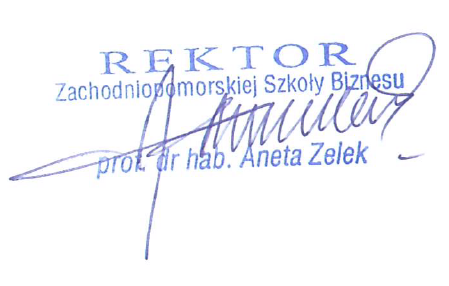 REKTOR
Zachodniopomorskiej Szkoły Biznesu
prof. dr hab. Aneta Zelek